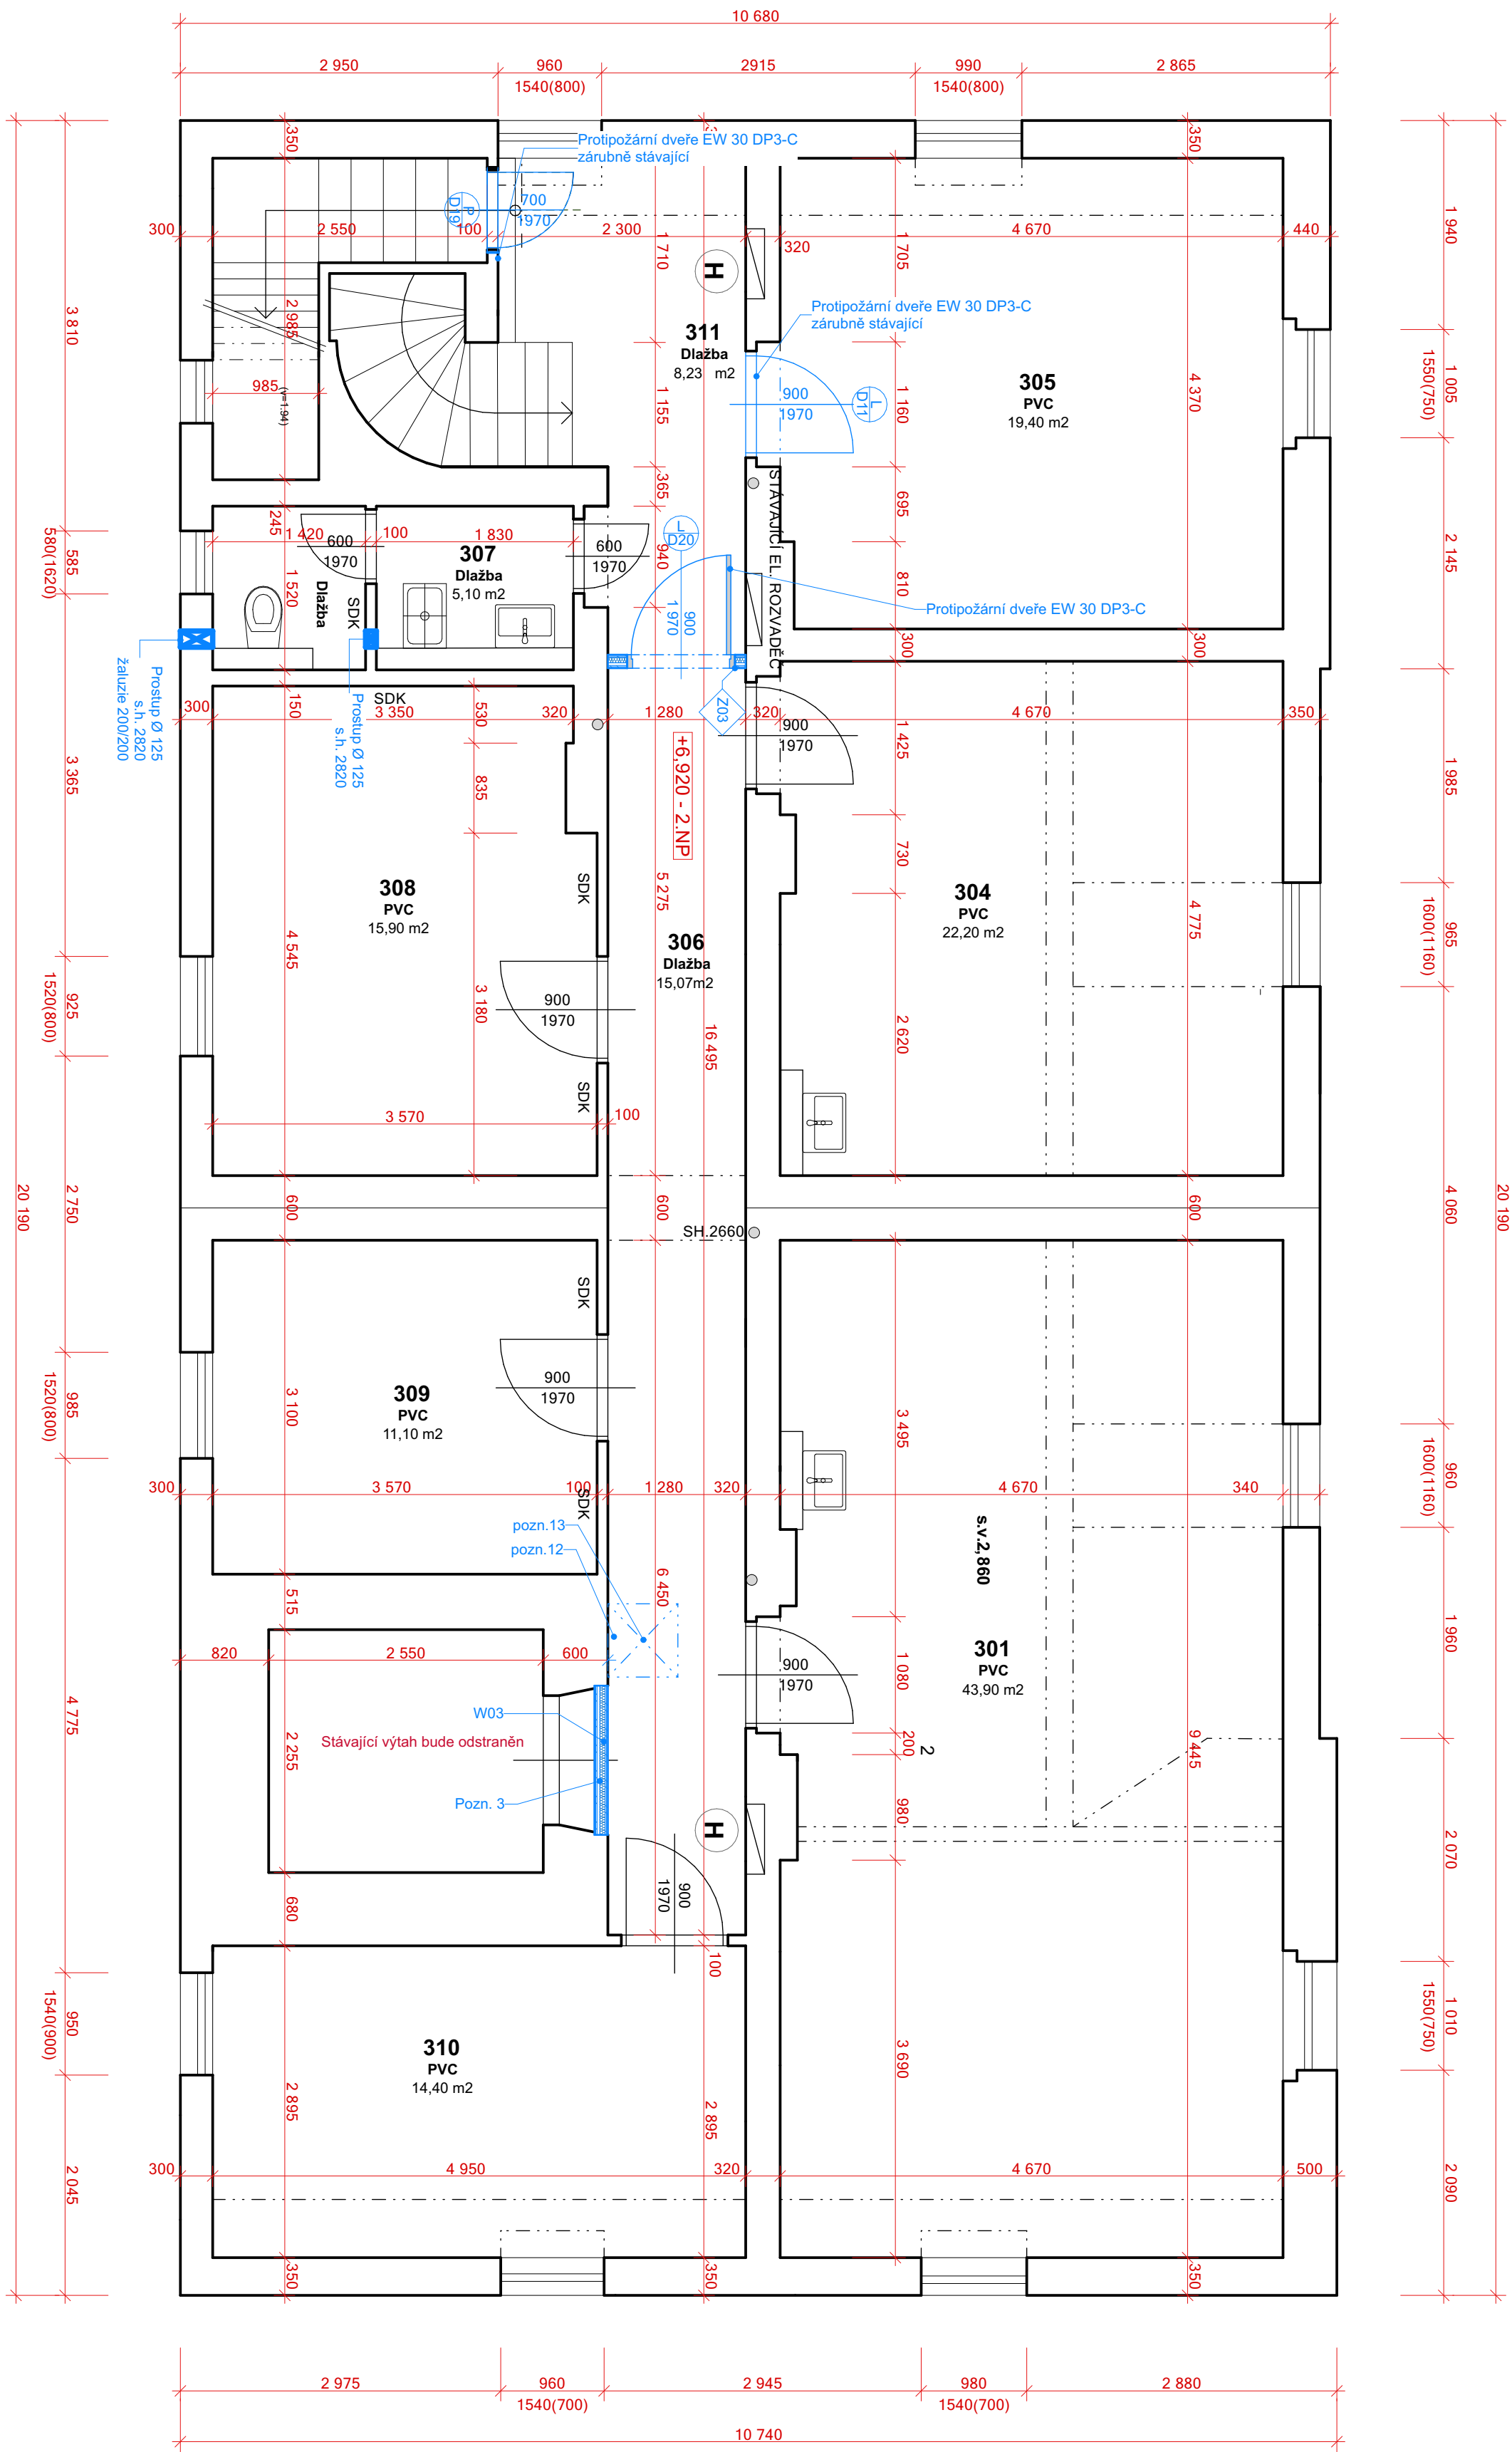 10 680
2 950
960
2915
990
2 865
1540(800)
1540(800)
350
Protipožární dveře EW 30 DP3-C
zárubně stávající
350
P
D19
700
1970
300
2 550
100
2 300
320
4 670
440
1 710
1 705
1 940
H
Protipožární dveře EW 30 DP3-C
zárubně stávající
3 810
2 985
311
Dlažba
8,23 m2
305
PVC
19,40 m2
985
(v=1.94)
1 155
900
1970
L
D11
1 160
4 370
1 005
1550(750)
365
STÁVAJÍCÍ EL. ROZVADĚČ
695
2 145
245
1 420
600
1970
100
1 830
307
Dlažba
5,10 m2
600
1970
940
L
D20
585
580(1620)
1 520
Dlažba
SDK
900
1 970
810
Protipožární dveře EW 30 DP3-C
300
300
Prostup Ø 125
s.h. 2820
žaluzie 200/200
150
Prostup Ø 125
s.h. 2820
SDK
300
3 350
530
320
1 280
Z03
320
900
1970
4 670
350
1 425
1 985
3 365
835
+6,920 - 2.NP
730
308
PVC
15,90 m2
SDK
5 275
304
PVC
22,20 m2
4 775
965
1600(1160)
4 545
306
Dlažba
15,07m2
925
1520(800)
3 180
900
1970
16 495
2 620
3 570
SDK
100
20 190
2 750
600
600
600
4 060
20 190
SH.2660
SDK
3 100
900
1970
309
PVC
11,10 m2
985
1520(800)
3 495
960
1600(1160)
300
3 570
100
SDK
1 280
320
4 670
340
pozn.13
pozn.12
s.v.2,860
515
6 450
820
2 550
600
900
1970
1 080
301
PVC
43,90 m2
1 960
4 775
W03
2 255
Stávající výtah bude odstraněn
200
2
9 445
Pozn. 3
H
980
2 070
680
900
1970
100
950
1540(900)
310
PVC
14,40 m2
3 690
1 010
1550(750)
2 895
2 895
300
4 950
320
4 670
500
2 045
2 090
350
350
350
2 975
960
2 945
980
2 880
1540(700)
1540(700)
10 740